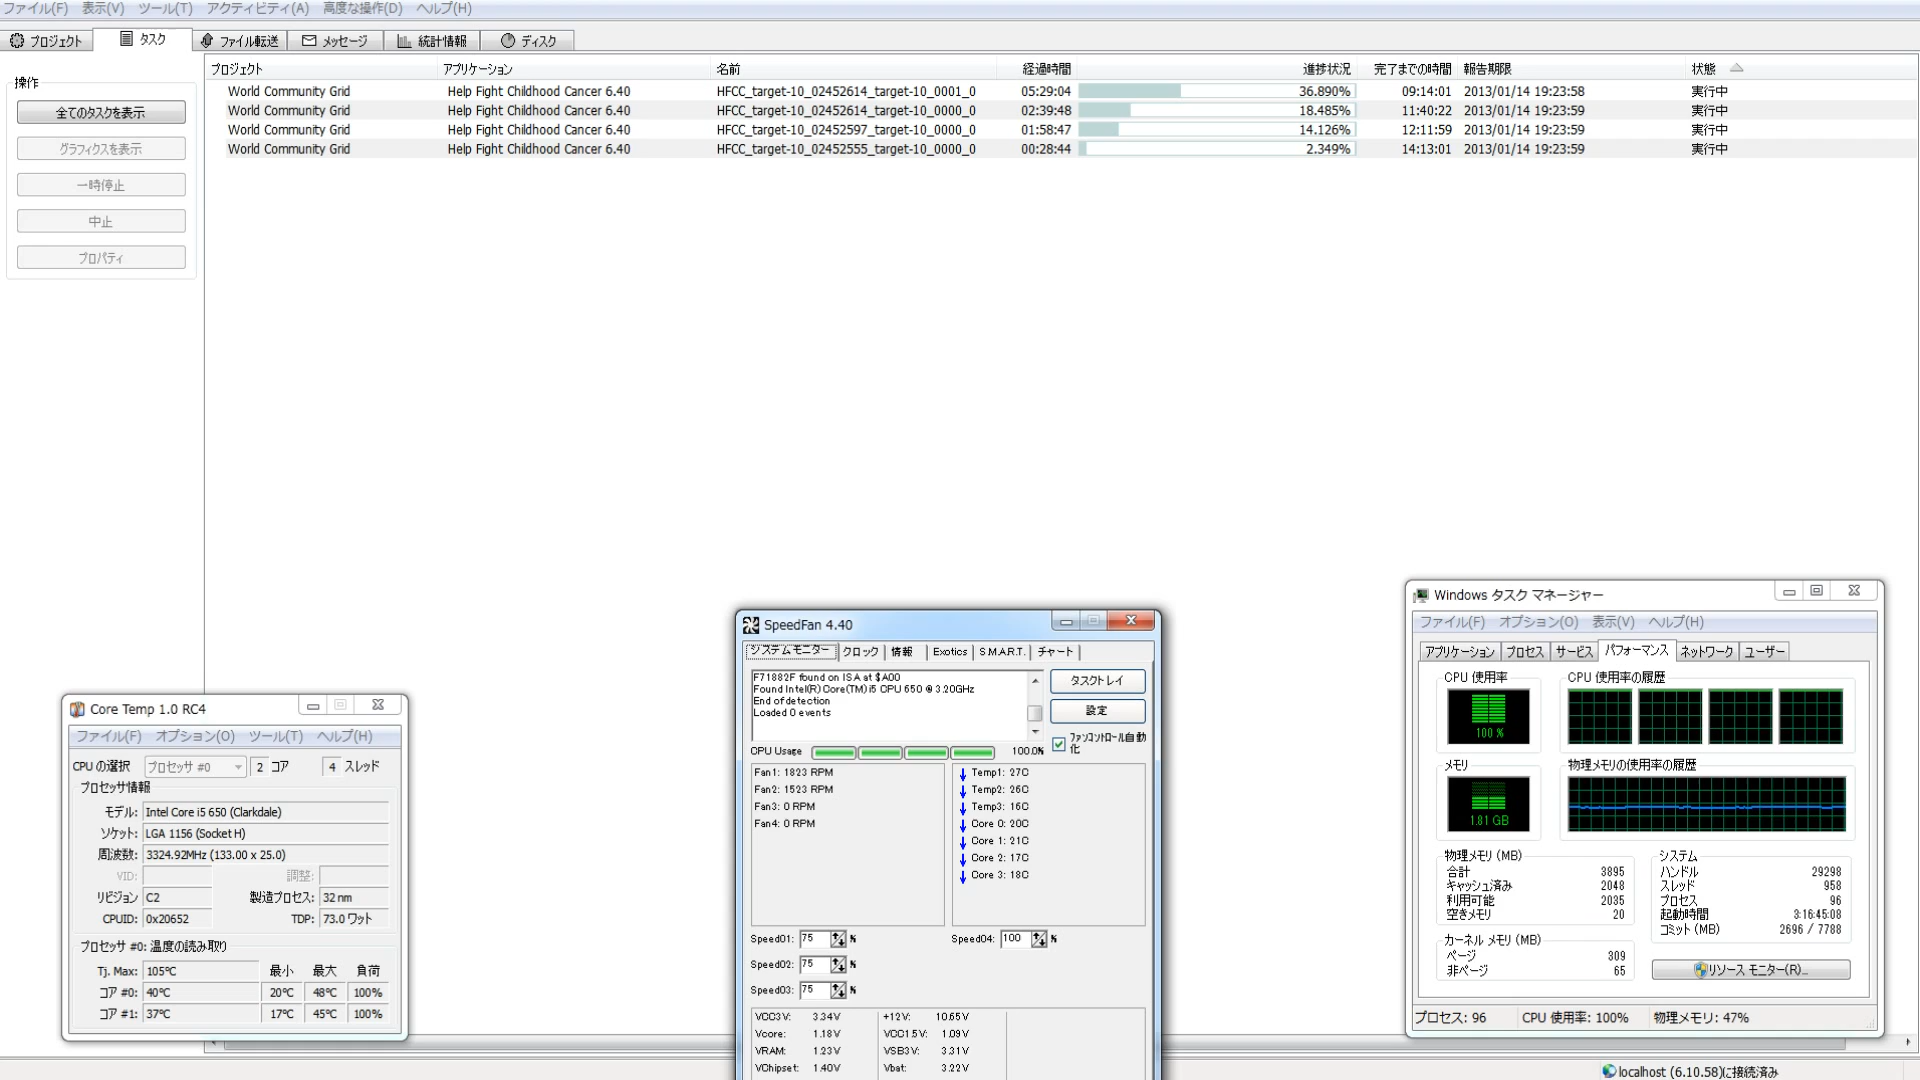 ファイル(F) 表示(V) ツール(T) アクティビティ(A) 高度な操作(D) ヘルプ(H)
プロジェクト タスク ファイル転送 メッセージ 統計情報 ディスク
操作
全てのタスクを表示
グラフィクスを表示
一時停止
中止
プロパティ
プロジェクト アプリケーション 名前 経過時間 進捗状況 完了までの時間 報告期限 状態
World Community Grid Help Fight Childhood Cancer 6.40 HFCC_target-10_02452614_target-10_0001_0 05:29:04 36.890% 09:14:01 2013/01/14 19:23:58 実行中
World Community Grid Help Fight Childhood Cancer 6.40 HFCC_target-10_02452614_target-10_0000_0 02:39:48 18.485% 11:40:22 2013/01/14 19:23:59 実行中
World Community Grid Help Fight Childhood Cancer 6.40 HFCC_target-10_02452597_target-10_0000_0 01:58:47 14.126% 12:11:59 2013/01/14 19:23:59 実行中
World Community Grid Help Fight Childhood Cancer 6.40 HFCC_target-10_02452555_target-10_0000_0 00:28:44 2.349% 14:13:01 2013/01/14 19:23:59 実行中
Core Temp 1.0 RC4
ファイル(F) オプション(O) ツール(T) ヘルプ(H)
CPU の選択 プロセッサ #0 2 コア 4 スレッド
プロセッサ情報
モデル: Intel Core i5 650 (Clarkdale)
ソケット: LGA 1156 (Socket H)
周波数: 3324.92MHz (133.00 x 25.0)
VID: 調整:
リビジョン C2 製造プロセス: 32 nm
CPUID: 0x20652 TDP: 73.0 ワット
プロセッサ #0: 温度の読み取り
Tj. Max: 105℃ 最小 最大 負荷
コア #0: 40℃ 20℃ 48℃ 100%
コア #1: 37℃ 17℃ 45℃ 100%
SpeedFan 4.40
システムモニター クロック 情報 Exotics S.M.A.R.T. チャート
F71882F found on ISA at $A00
Found Intel(R) Core(TM) i5 CPU 650 @ 3.20GHz
End of detection
Loaded 0 events
タスクトレイ
設定
ファンコントロール自動化
CPU Usage 100.0%
Fan1: 1823 RPM
Fan2: 1523 RPM
Fan3: 0 RPM
Fan4: 0 RPM
Temp1: 27C
Temp2: 26C
Temp3: 16C
Core 0: 20C
Core 1: 21C
Core 2: 17C
Core 3: 18C
Speed01: 75 % Speed04: 100 %
Speed02: 75 %
Speed03: 75 %
VCC3V: 3.34V +12V: 10.65V
Vcore: 1.18V VCC1.5V: 1.09V
VRAM: 1.23V VSB3V: 3.31V
VChipset: 1.40V Vbat: 3.22V
Windows タスク マネージャー
ファイル(F) オプション(O) 表示(V) ヘルプ(H)
アプリケーション プロセス サービス パフォーマンス ネットワーク ユーザー
CPU 使用率 CPU 使用率の履歴
100 %
メモリ 物理メモリの使用率の履歴
1.81 GB
物理メモリ (MB)
合計 3895
キャッシュ済み 2048
利用可能 2035
空きメモリ 20
カーネル メモリ (MB)
ページ 309
非ページ 65
システム
ハンドル 29298
スレッド 958
プロセス 96
起動時間 3:16:45:08
コミット (MB) 2696 / 7788
リソース モニター(R)...
プロセス: 96 CPU 使用率: 100% 物理メモリ: 47%
localhost (6.10.58)に接続済み